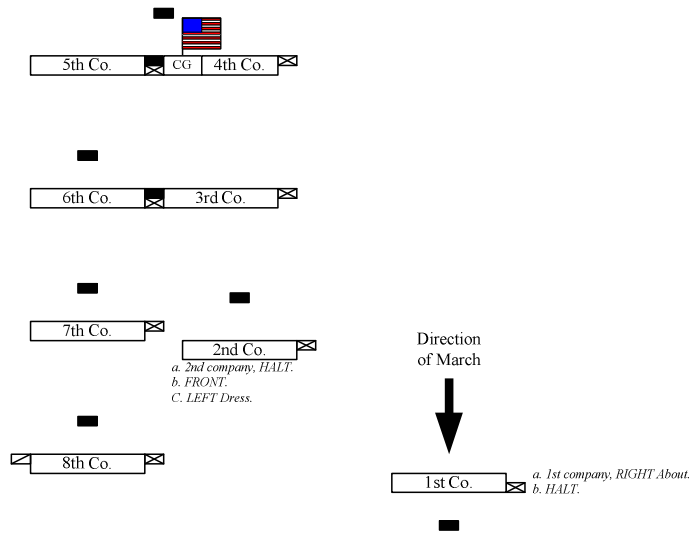 5th Co.
CG
4th Co.
6th Co.
3rd Co.
7th Co.
2nd Co.
a. 2nd company, HALT.
b. FRONT.
C. LEFT Dress.
Direction
of March
8th Co.
1st Co.
a. 1st company, RIGHT About.
b. HALT.